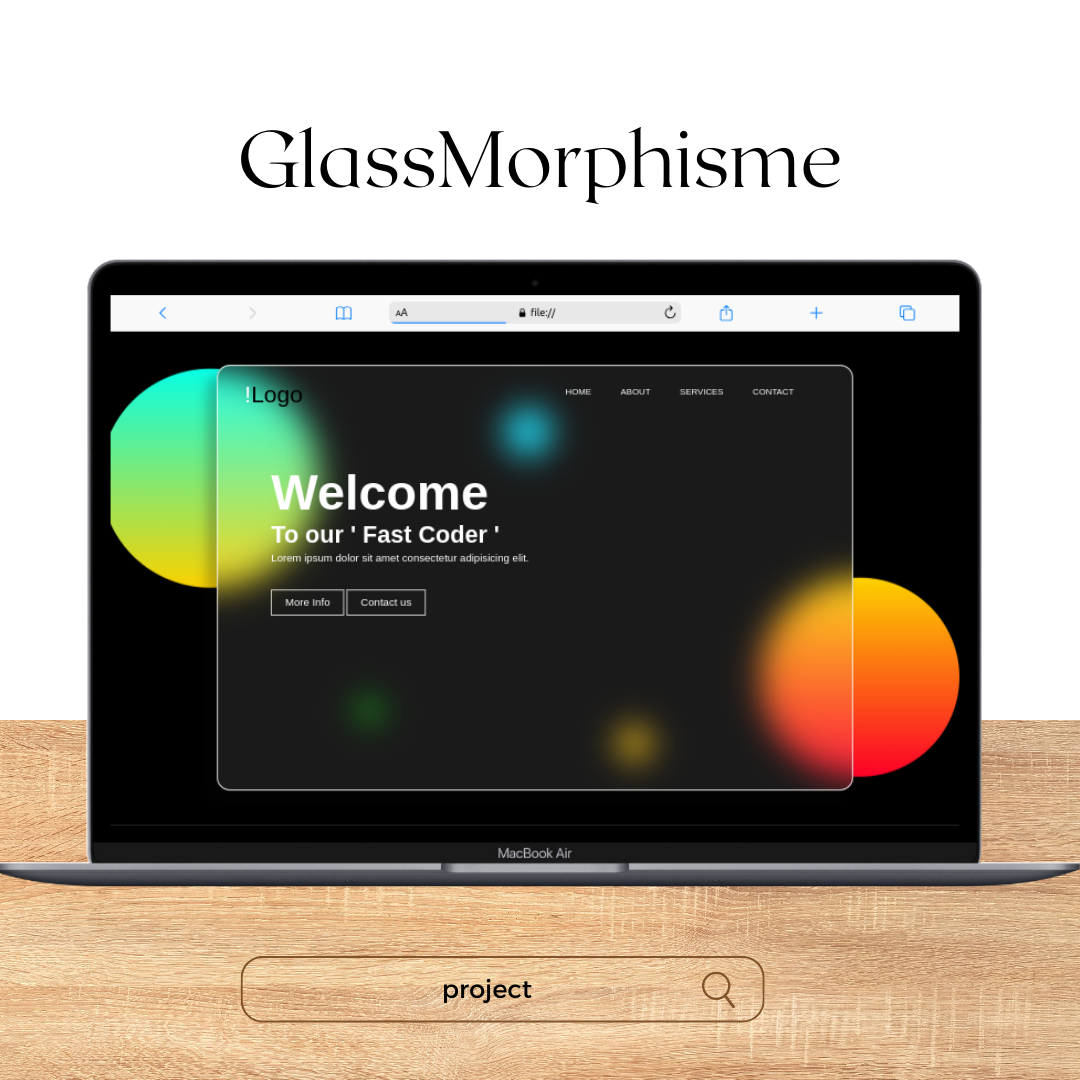 GlassMorphisme
AA file://
!Logo HOME ABOUT SERVICES CONTACT
Welcome
To our ' Fast Coder '
Lorem ipsum dolor sit amet consectetur adipisicing elit.
More Info Contact us
MacBook Air
project